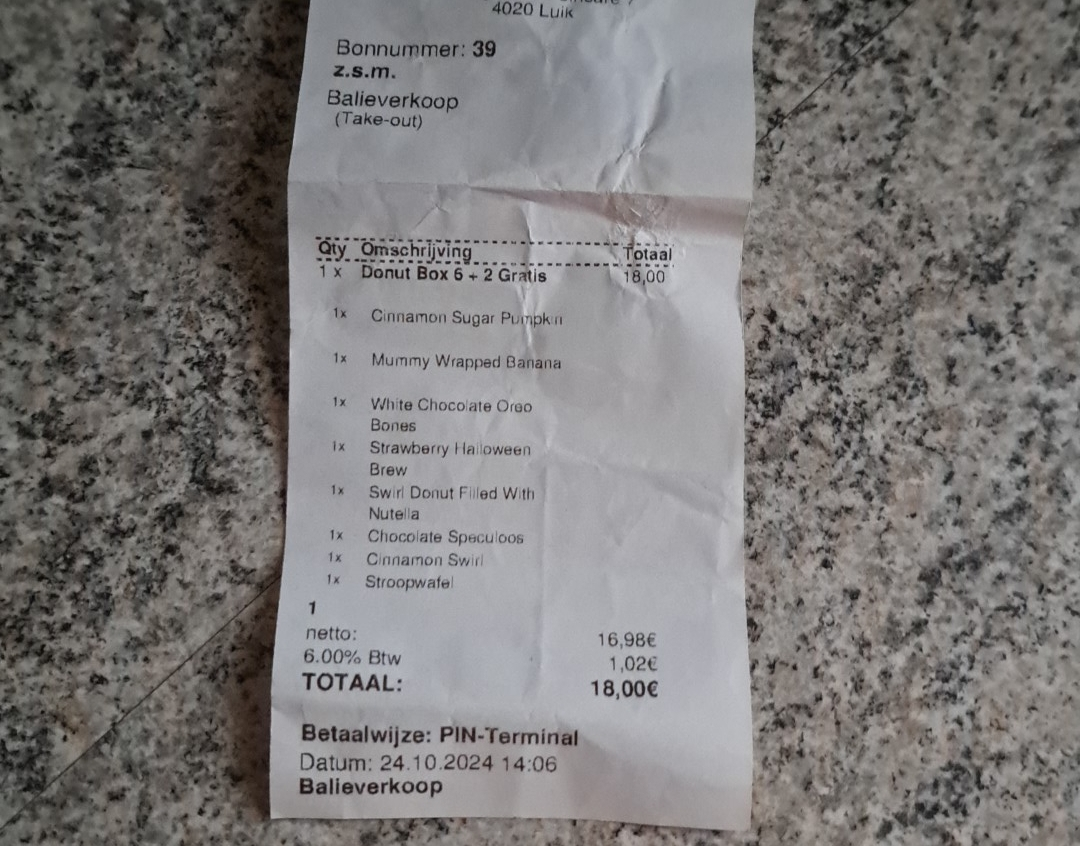 4020 Luik
Bonnummer: 39
z.s.m.
Balieverkoop
(Take-out)
Qty Omschrijving Totaal
1 x Donut Box 6 + 2 Gratis 18,00
1x Cinnamon Sugar Pumpkin
1x Mummy Wrapped Banana
1x White Chocolate Oreo
Bones
1x Strawberry Halloween
Brew
1x Swirl Donut Filled With
Nutella
1x Chocolate Speculoos
1x Cinnamon Swirl
1x Stroopwafel
1
netto: 16,98€
6.00% Btw 1,02€
TOTAAL: 18,00€
Betaalwijze: PIN-Terminal
Datum: 24.10.2024 14:06
Balieverkoop